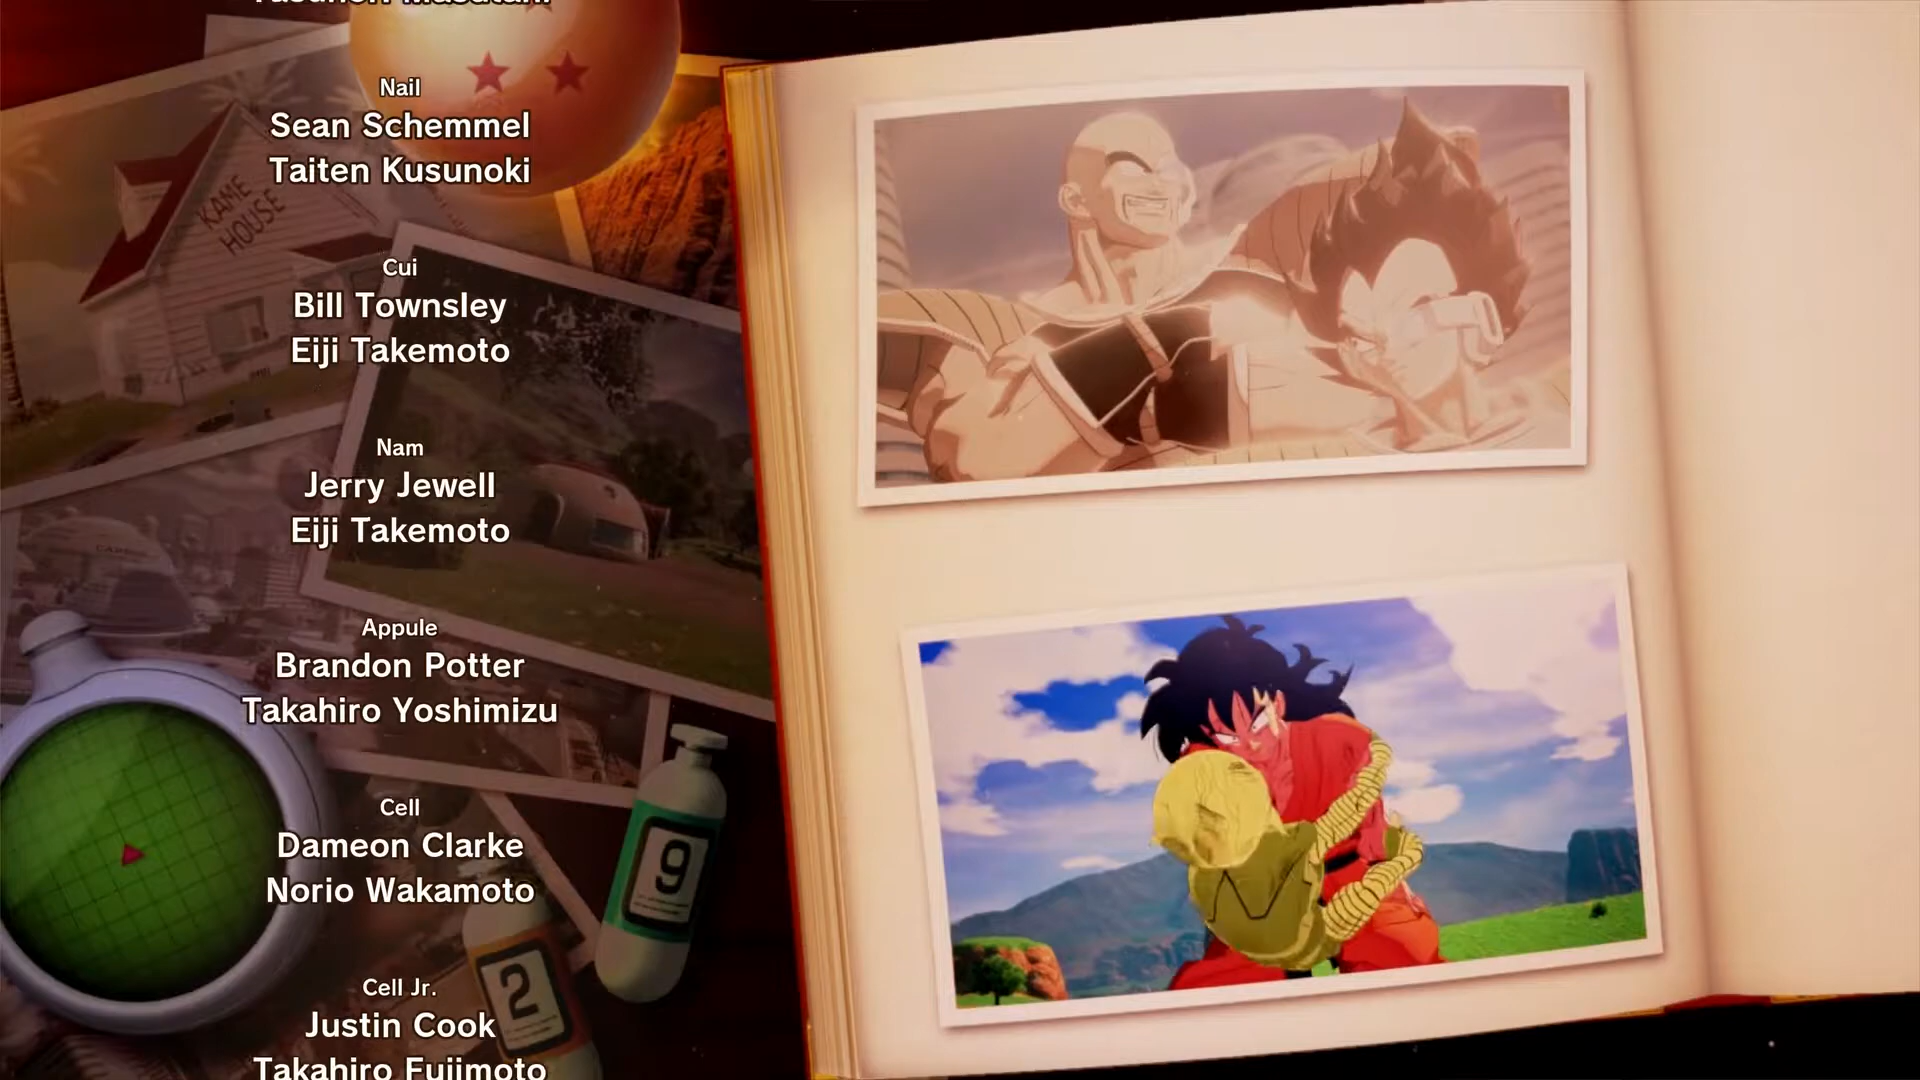 Nail
Sean Schemmel
Taiten Kusunoki
KAME
HOUSE
Cui
Bill Townsley
Eiji Takemoto
Nam
Jerry Jewell
Eiji Takemoto
Appule
Brandon Potter
Takahiro Yoshimizu
Cell
Dameon Clarke
Norio Wakamoto
9
Cell Jr.
2
Justin Cook
Takahiro Fujimoto